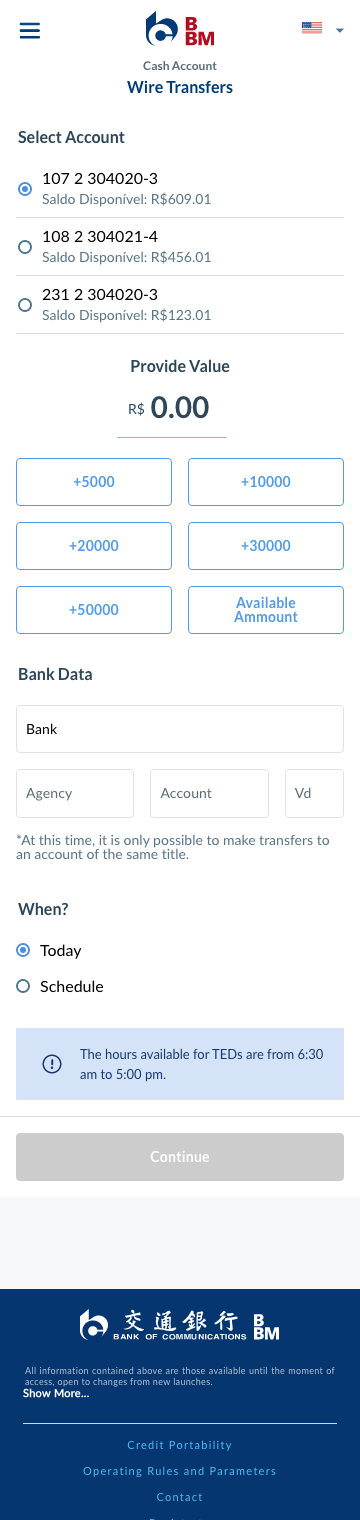 B
BM
Cash Account
Wire Transfers
Select Account
107 2 304020-3
Saldo Disponível: R$609.01
108 2 304021-4
Saldo Disponível: R$456.01
231 2 304020-3
Saldo Disponível: R$123.01
Provide Value
R$ 0.00
+5000
+10000
+20000
+30000
+50000
Available
Ammount
Bank Data
Bank
Agency
Account
Vd
*At this time, it is only possible to make transfers to
an account of the same title.
When?
Today
Schedule
The hours available for TEDs are from 6:30
am to 5:00 pm.
Continue
交通銀行
BANK OF COMMUNICATIONS
B
BM
All information contained above are those available until the moment of
access, open to changes from new launches.
Show More...
Credit Portability
Operating Rules and Parameters
Contact